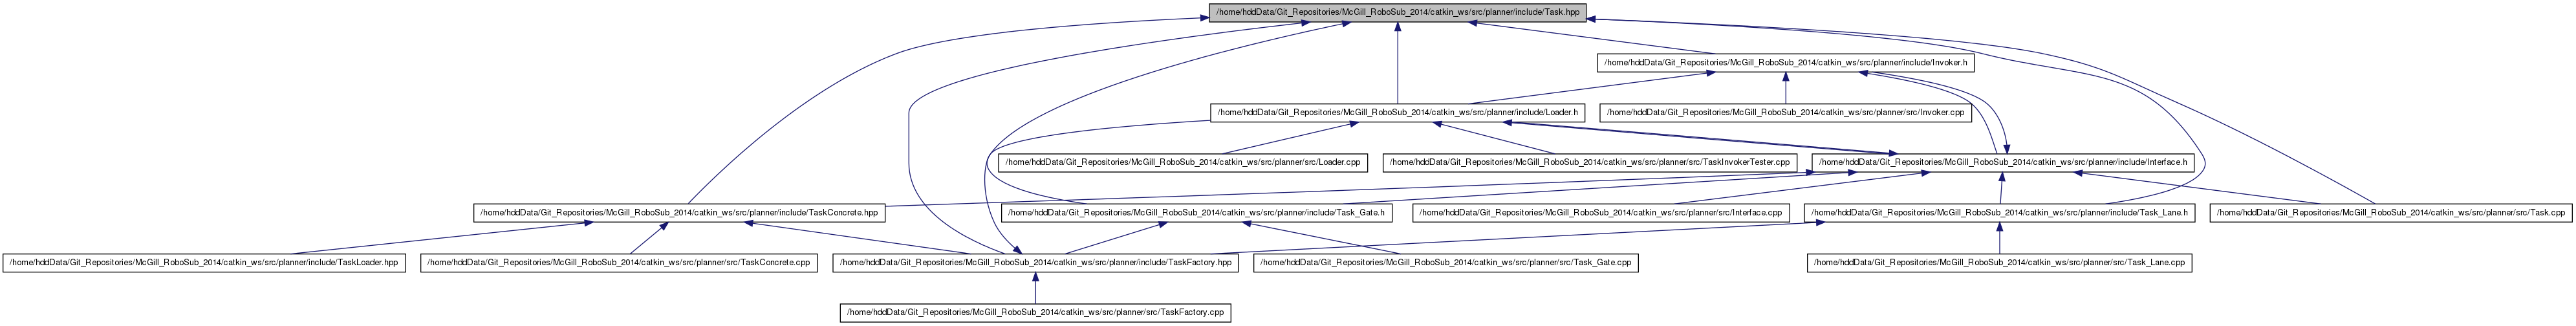 /home/hddData/Git_Repositories/McGill_RoboSub_2014/catkin_ws/src/planner/include/Task.hpp
/home/hddData/Git_Repositories/McGill_RoboSub_2014/catkin_ws/src/planner/include/Invoker.h
/home/hddData/Git_Repositories/McGill_RoboSub_2014/catkin_ws/src/planner/include/Loader.h
/home/hddData/Git_Repositories/McGill_RoboSub_2014/catkin_ws/src/planner/src/Invoker.cpp
/home/hddData/Git_Repositories/McGill_RoboSub_2014/catkin_ws/src/planner/src/Loader.cpp
/home/hddData/Git_Repositories/McGill_RoboSub_2014/catkin_ws/src/planner/src/TaskInvokerTester.cpp
/home/hddData/Git_Repositories/McGill_RoboSub_2014/catkin_ws/src/planner/include/Interface.h
/home/hddData/Git_Repositories/McGill_RoboSub_2014/catkin_ws/src/planner/include/TaskConcrete.hpp
/home/hddData/Git_Repositories/McGill_RoboSub_2014/catkin_ws/src/planner/include/Task_Gate.h
/home/hddData/Git_Repositories/McGill_RoboSub_2014/catkin_ws/src/planner/src/Interface.cpp
/home/hddData/Git_Repositories/McGill_RoboSub_2014/catkin_ws/src/planner/include/Task_Lane.h
/home/hddData/Git_Repositories/McGill_RoboSub_2014/catkin_ws/src/planner/src/Task.cpp
/home/hddData/Git_Repositories/McGill_RoboSub_2014/catkin_ws/src/planner/include/TaskLoader.hpp
/home/hddData/Git_Repositories/McGill_RoboSub_2014/catkin_ws/src/planner/src/TaskConcrete.cpp
/home/hddData/Git_Repositories/McGill_RoboSub_2014/catkin_ws/src/planner/include/TaskFactory.hpp
/home/hddData/Git_Repositories/McGill_RoboSub_2014/catkin_ws/src/planner/src/Task_Gate.cpp
/home/hddData/Git_Repositories/McGill_RoboSub_2014/catkin_ws/src/planner/src/Task_Lane.cpp
/home/hddData/Git_Repositories/McGill_RoboSub_2014/catkin_ws/src/planner/src/TaskFactory.cpp